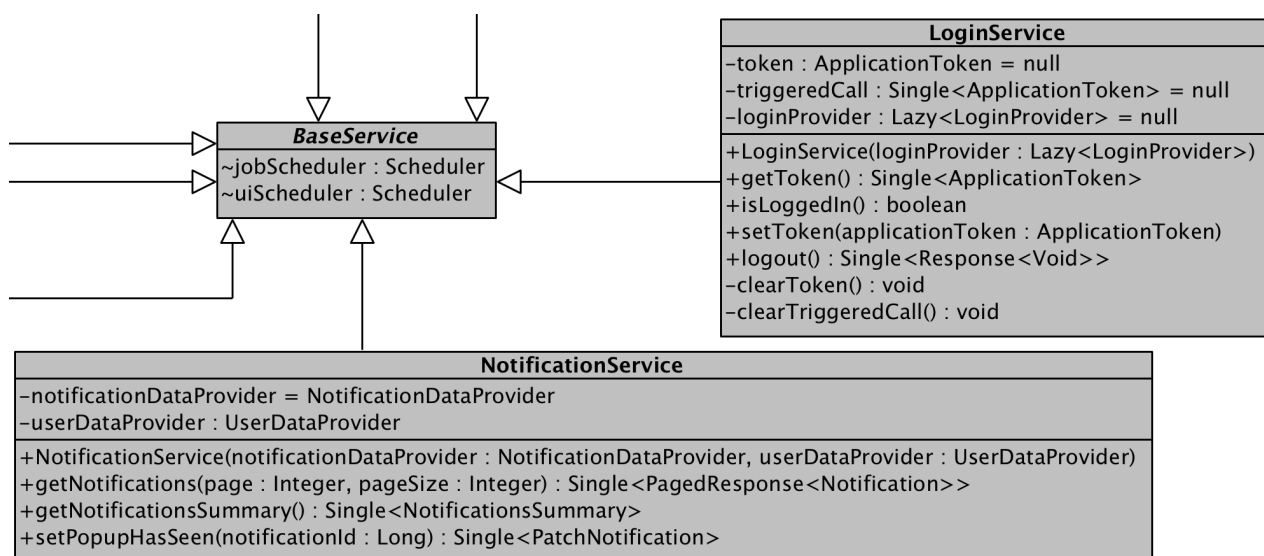 BaseService
~jobScheduler : Scheduler
~uiScheduler : Scheduler
LoginService
-token : ApplicationToken = null
-triggeredCall : Single<ApplicationToken> = null
-loginProvider : Lazy<LoginProvider> = null
+LoginService(loginProvider : Lazy<LoginProvider>)
+getToken() : Single<ApplicationToken>
+isLoggedIn() : boolean
+setToken(applicationToken : ApplicationToken)
+logout() : Single<Response<Void>>
-clearToken() : void
-clearTriggeredCall() : void
NotificationService
-notificationDataProvider = NotificationDataProvider
-userDataProvider : UserDataProvider
+NotificationService(notificationDataProvider : NotificationDataProvider, userDataProvider : UserDataProvider)
+getNotifications(page : Integer, pageSize : Integer) : Single<PagedResponse<Notification>>
+getNotificationsSummary() : Single<NotificationsSummary>
+setPopupHasSeen(notificationId : Long) : Single<PatchNotification>